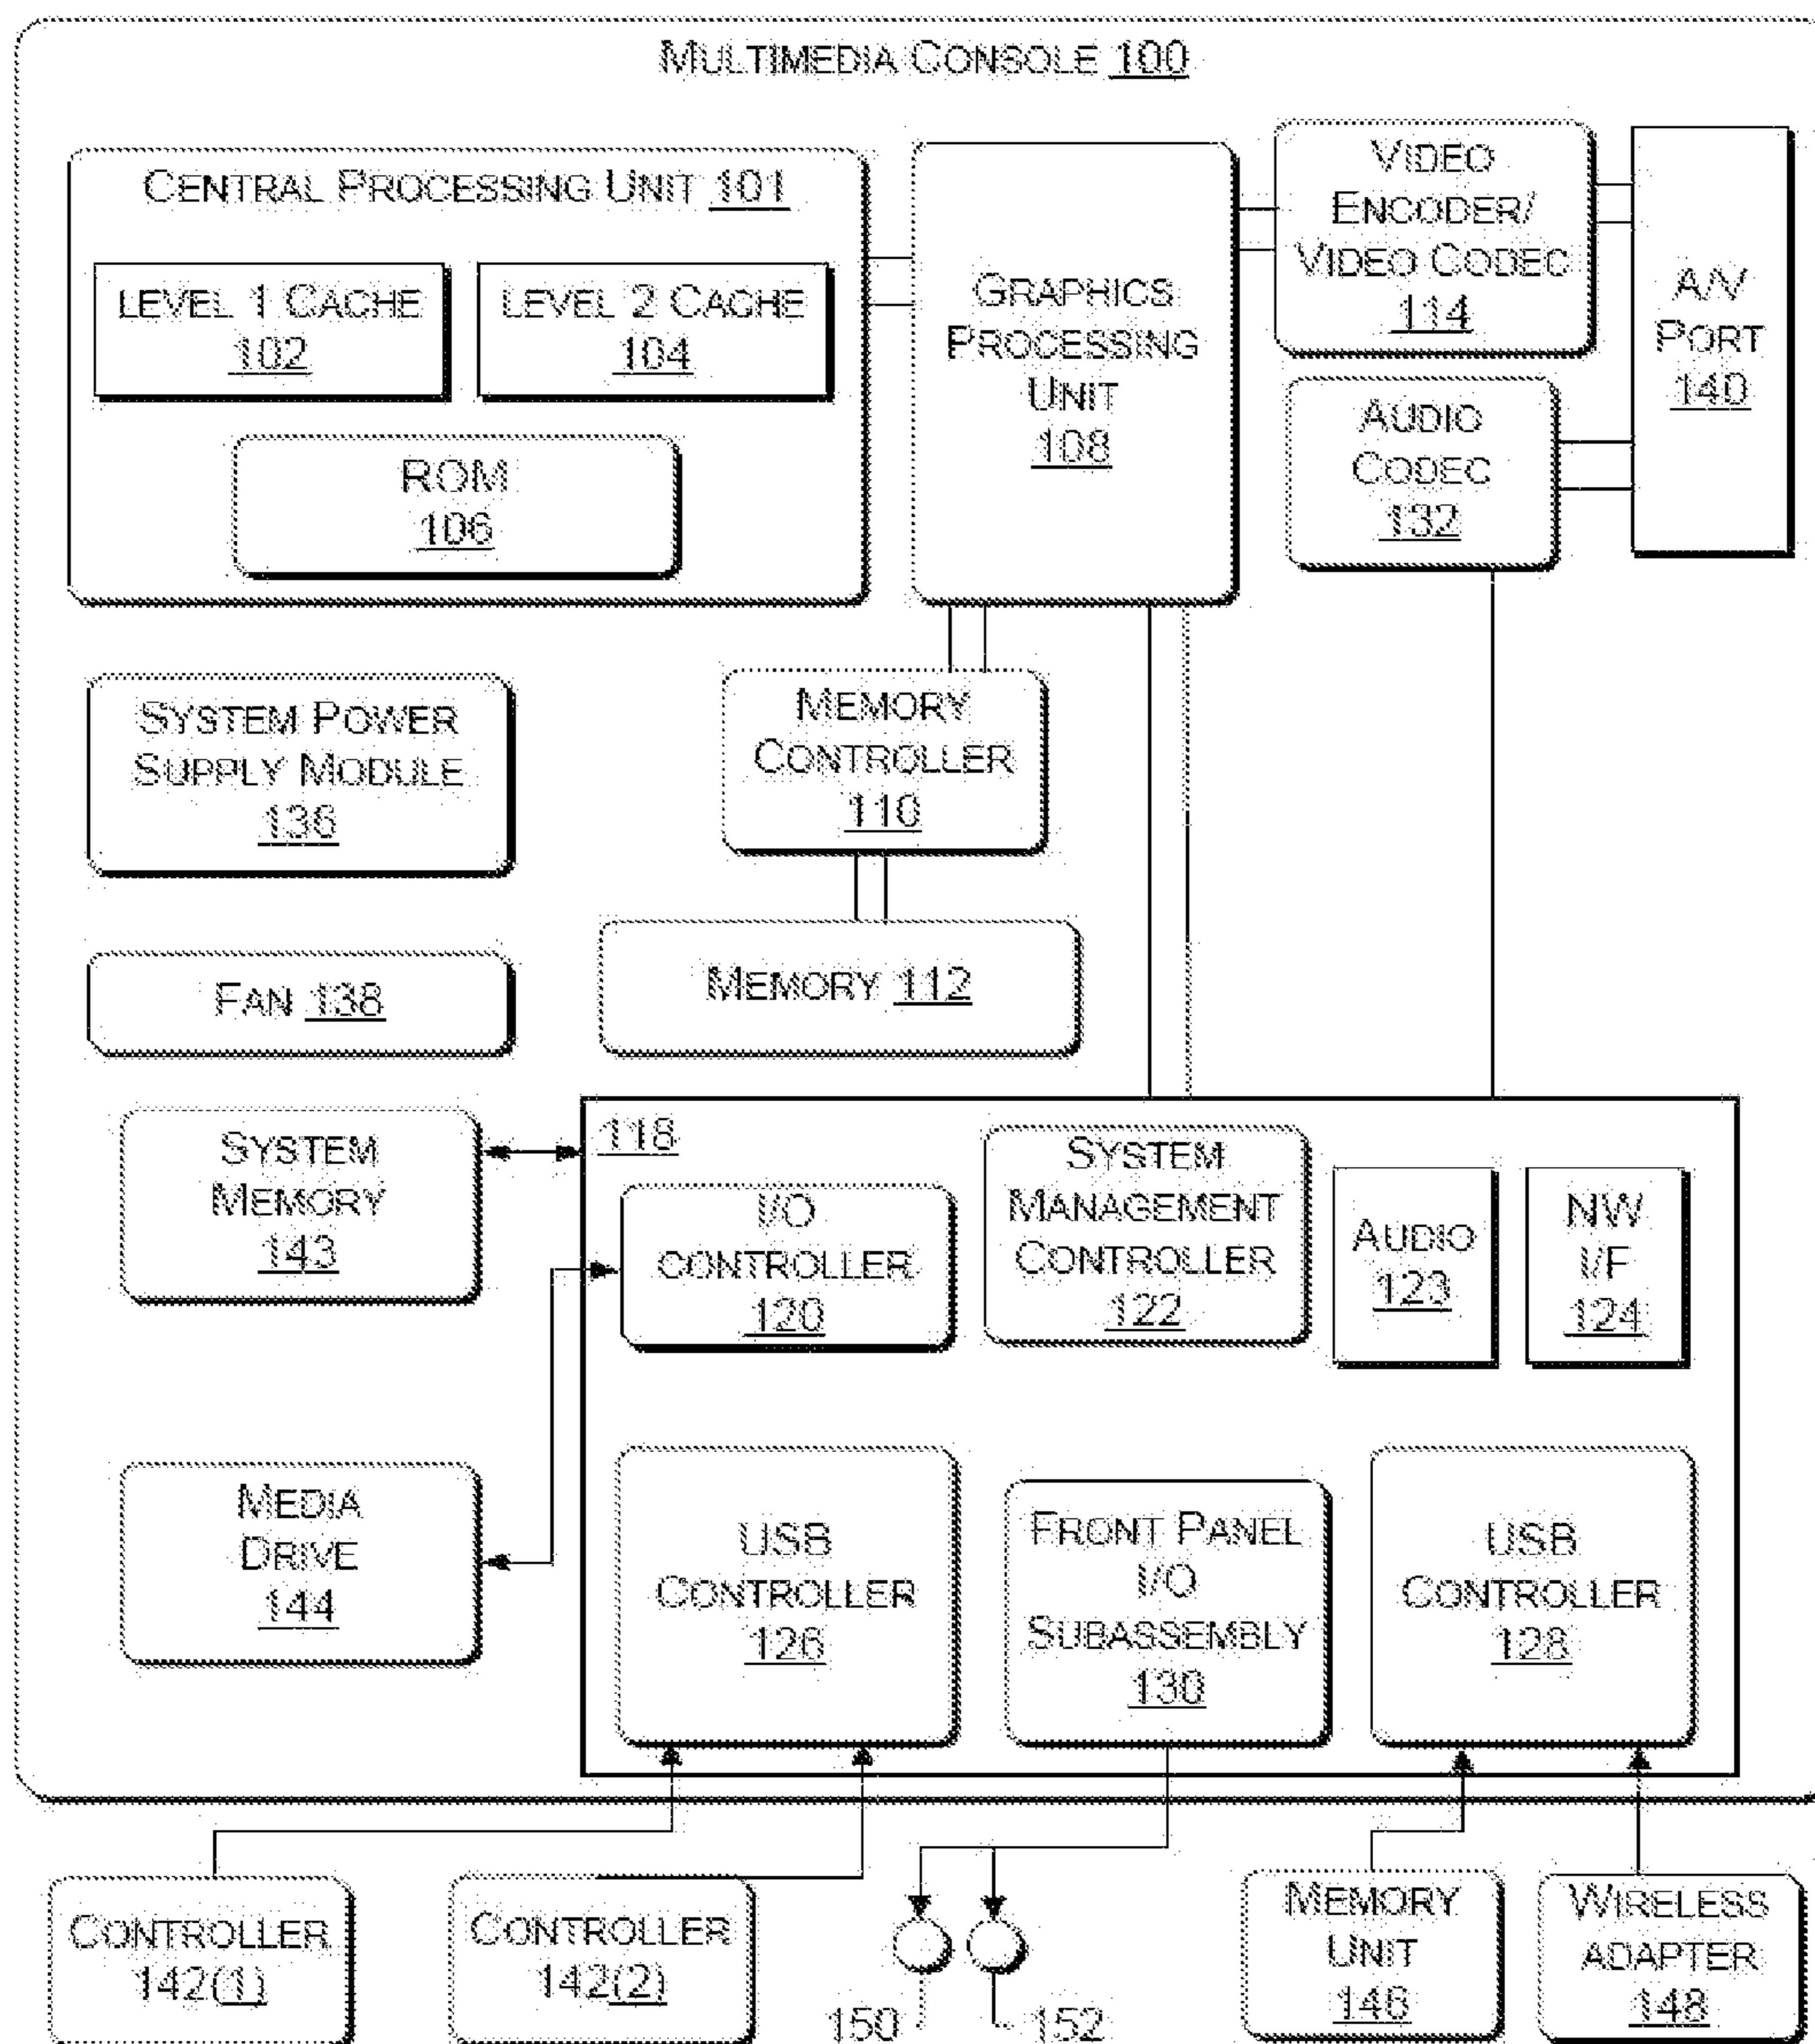 MULTIMEDIA CONSOLE 100
CENTRAL PROCESSING UNIT 101
LEVEL 1 CACHE
102
LEVEL 2 CACHE
104
ROM
106
GRAPHICS
PROCESSING
UNIT
108
VIDEO
ENCODER/
VIDEO CODEC
114
AUDIO
CODEC
132
A/V
PORT
140
SYSTEM POWER
SUPPLY MODULE
136
MEMORY
CONTROLLER
110
FAN 138
MEMORY 112
SYSTEM
MEMORY
143
118
I/O
CONTROLLER
120
SYSTEM
MANAGEMENT
CONTROLLER
122
AUDIO
123
NW
I/F
124
MEDIA
DRIVE
144
USB
CONTROLLER
126
FRONT PANEL
I/O
SUBASSEMBLY
130
USB
CONTROLLER
128
CONTROLLER
142(1)
CONTROLLER
142(2)
150
152
MEMORY
UNIT
146
WIRELESS
ADAPTER
148